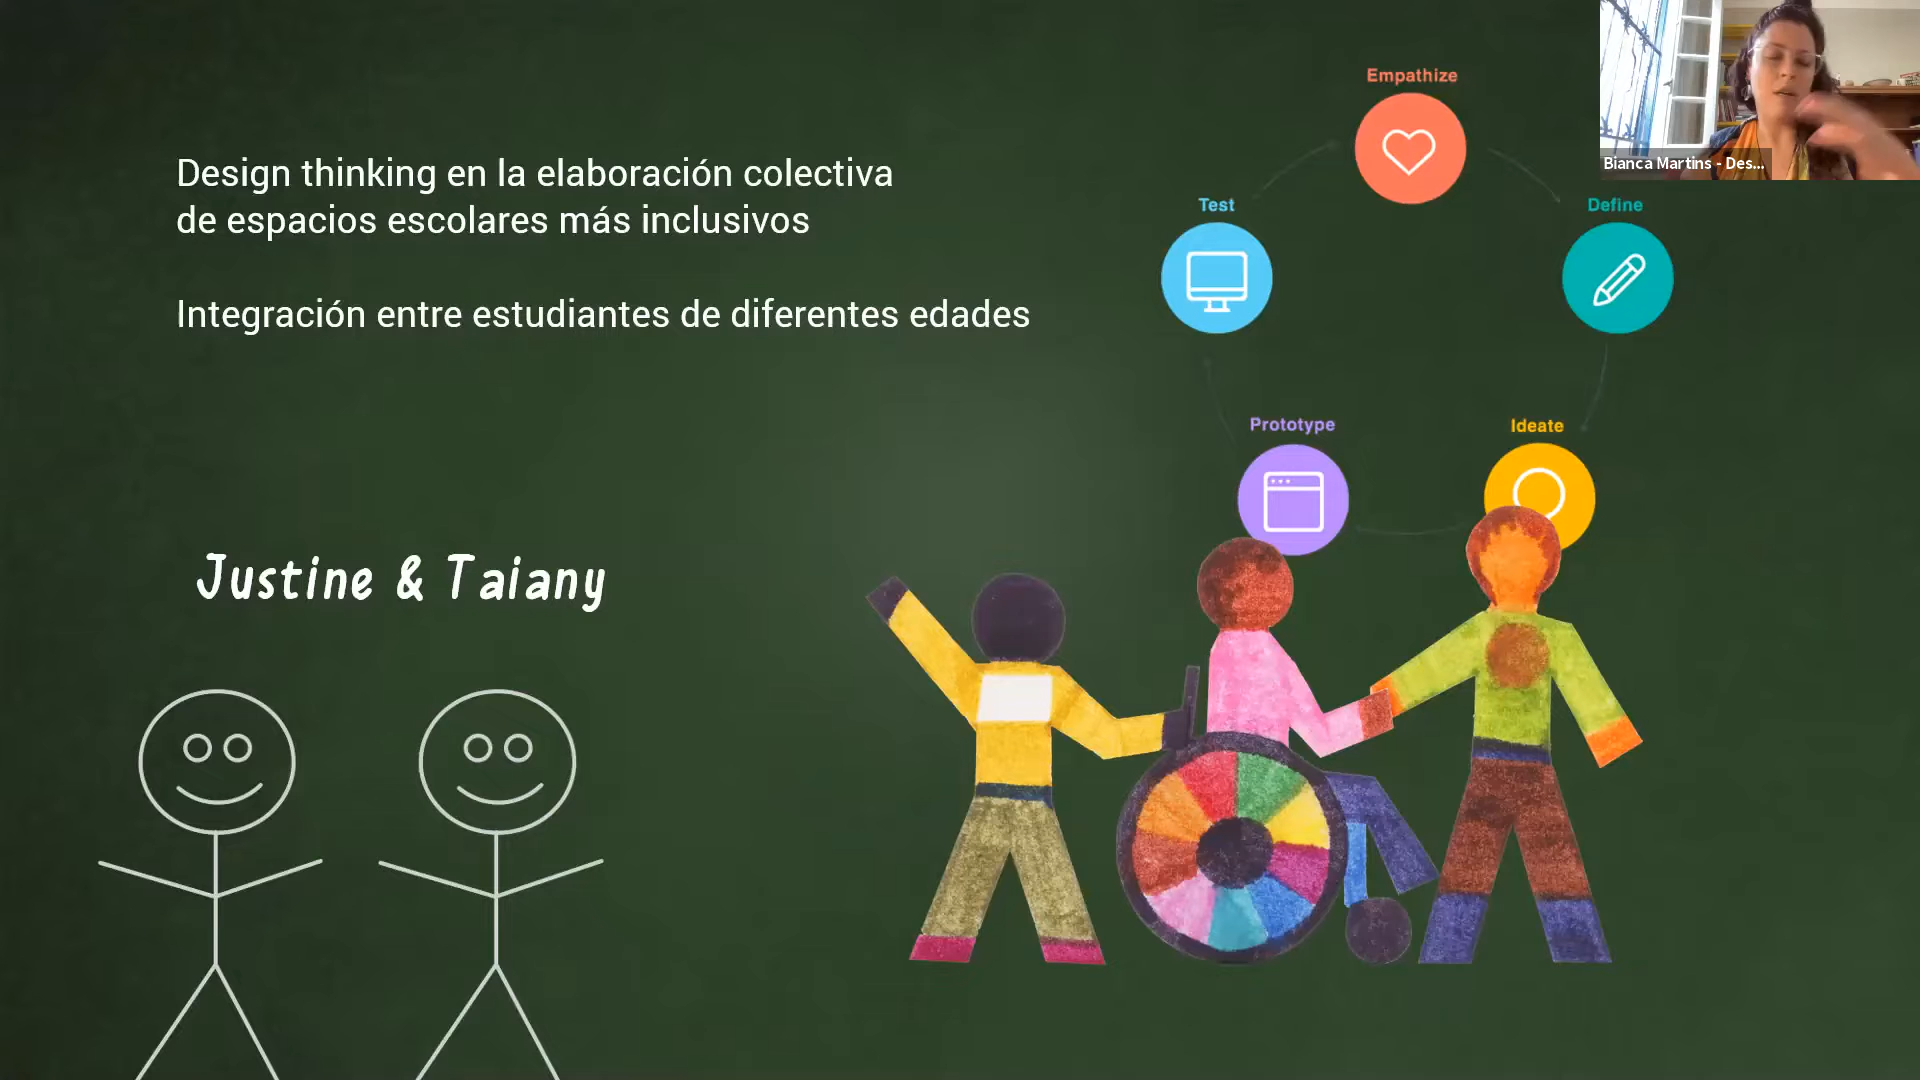 Design thinking en la elaboración colectiva
de espacios escolares más inclusivos
Integración entre estudiantes de diferentes edades
Justine & Taiany
Empathize
Test
Define
Prototype
Ideate
Bianca Martins - Des...